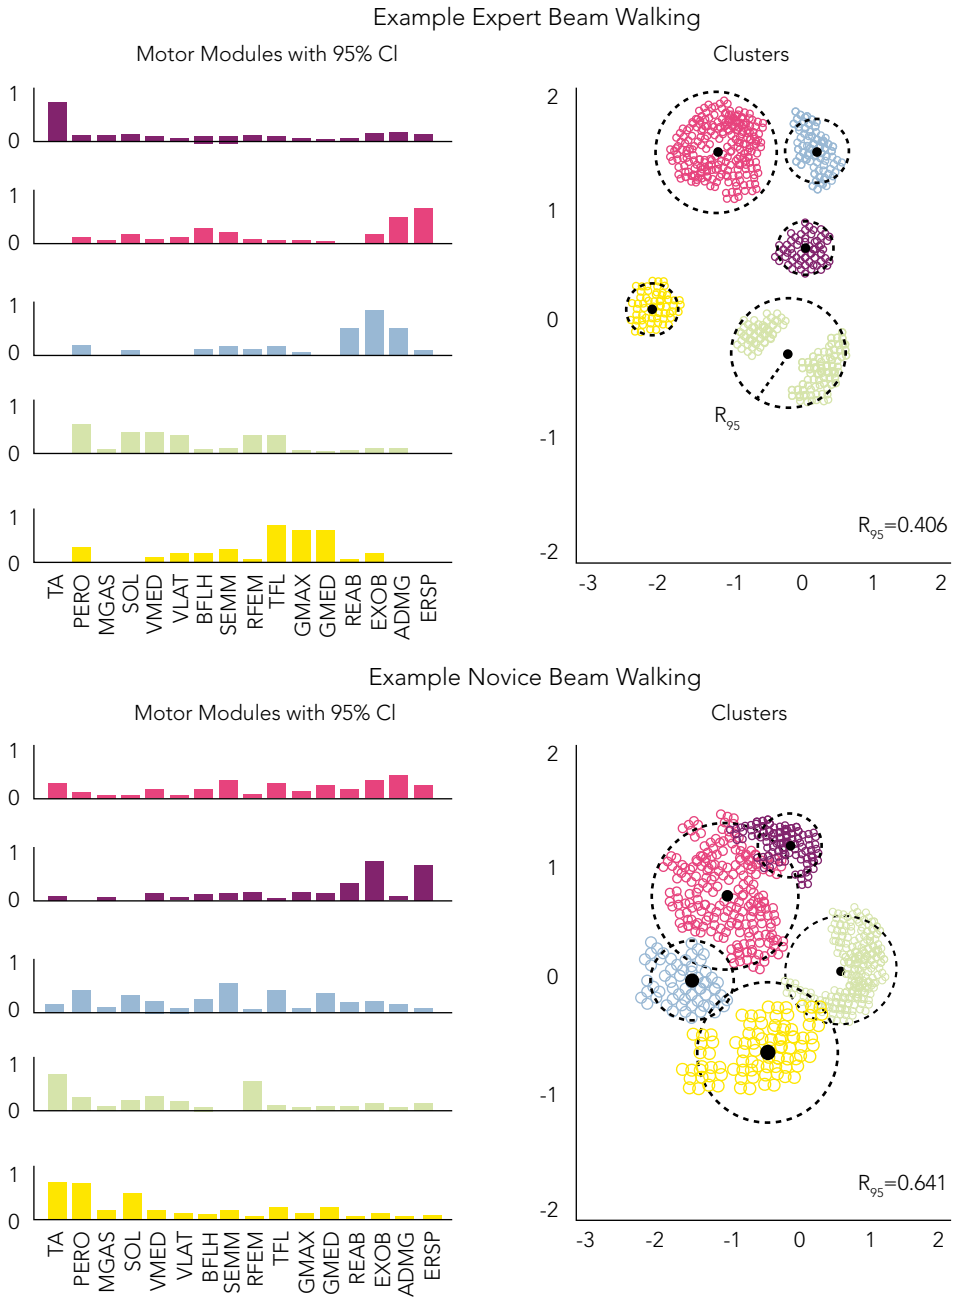 Example Expert Beam Walking
Motor Modules with 95% CI
Clusters
1
0
1
0
1
0
1
0
1
0
TA
PERO
MGAS
SOL
VMED
VLAT
BFLH
SEMM
RFEM
TFL
GMAX
GMED
REAB
EXOB
ADMG
ERSP
2
1
0
-1
-2
R95
R95=0.406
-3 -2 -1 0 1 2
Example Novice Beam Walking
Motor Modules with 95% CI
Clusters
1
0
1
0
1
0
1
0
1
0
TA
PERO
MGAS
SOL
VMED
VLAT
BFLH
SEMM
RFEM
TFL
GMAX
GMED
REAB
EXOB
ADMG
ERSP
2
1
0
-1
-2
R95=0.641
-3 -2 -1 0 1 2